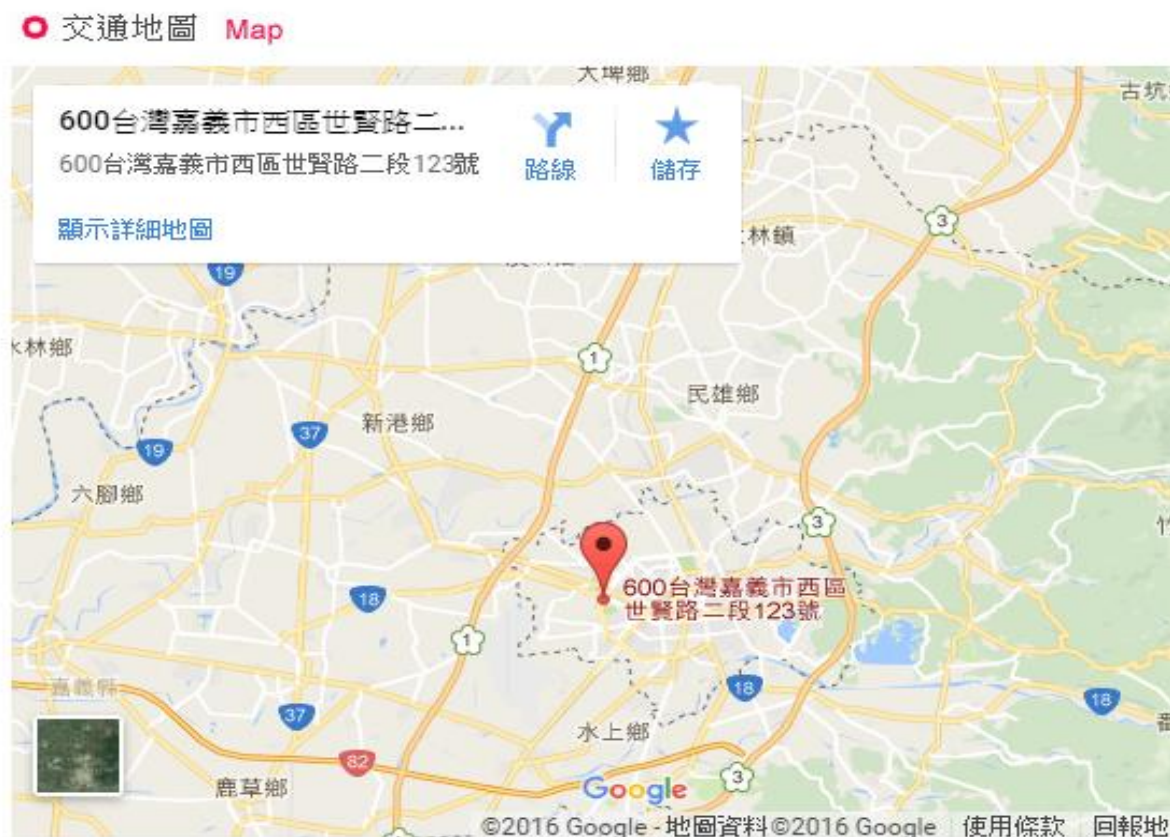 交通地圖 Map
大埤鄉
古坑
600台灣嘉義市西區世賢路二...
600台灣嘉義市西區世賢路二段123號
路線
儲存
顯示詳細地圖
3
林鎮
19
水林鄉
1
民雄鄉
新港鄉
37
19
六腳鄉
3
600台灣嘉義市西區
世賢路二段123號
18
1
嘉義縣
18
18
37
水上鄉
82
3
鹿草鄉
Google
©2016 Google - 地圖資料©2016 Google 使用條款 回報地